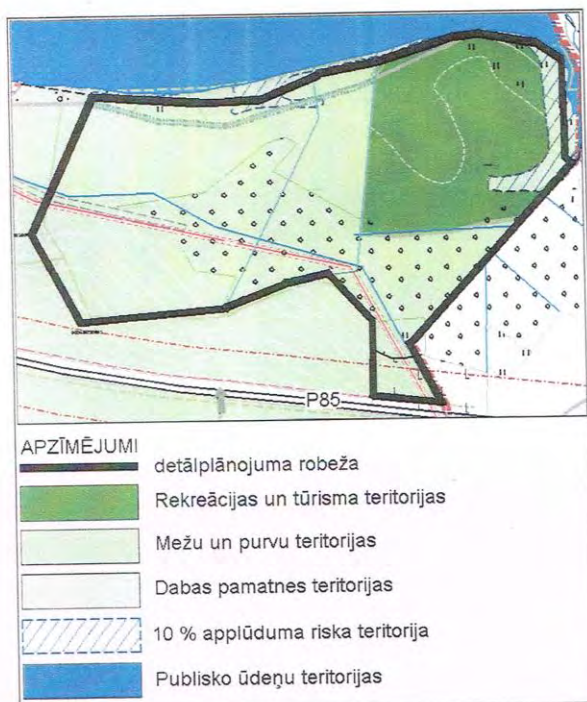 P85
APZĪMĒJUMI
detālplānojuma robeža
Rekreācijas un tūrisma teritorijas
Mežu un purvu teritorijas
Dabas pamatnes teritorijas
10 % applūduma riska teritorija
Publisko ūdeņu teritorijas